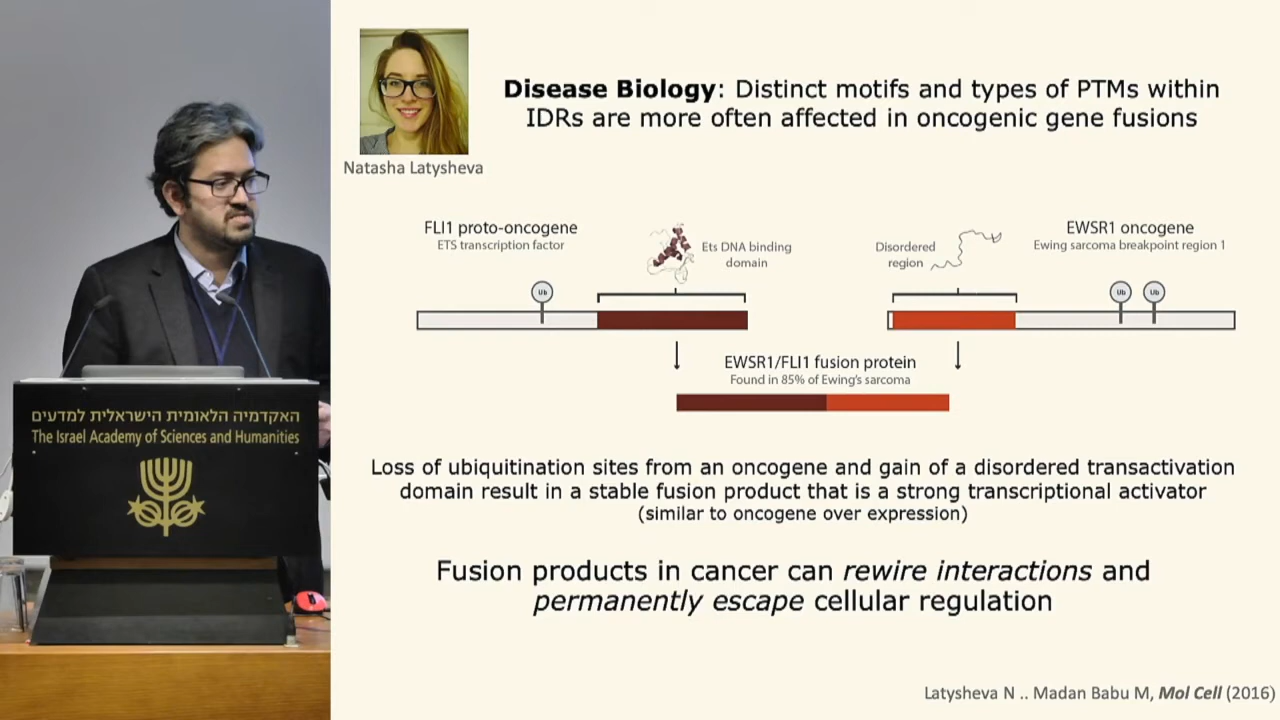 האקדמיה הלאומית הישראלית למדעים
The Israel Academy of Sciences and Humanities
Natasha Latysheva
Disease Biology: Distinct motifs and types of PTMs within
IDRs are more often affected in oncogenic gene fusions
FLI1 proto-oncogene
ETS transcription factor
Ets DNA binding
domain
Disordered
region
EWSR1 oncogene
Ewing sarcoma breakpoint region 1
Ub
Ub
Ub
EWSR1/FLI1 fusion protein
Found in 85% of Ewing's sarcoma
Loss of ubiquitination sites from an oncogene and gain of a disordered transactivation
domain result in a stable fusion product that is a strong transcriptional activator
(similar to oncogene over expression)
Fusion products in cancer can rewire interactions and
permanently escape cellular regulation
Latysheva N .. Madan Babu M, Mol Cell (2016)